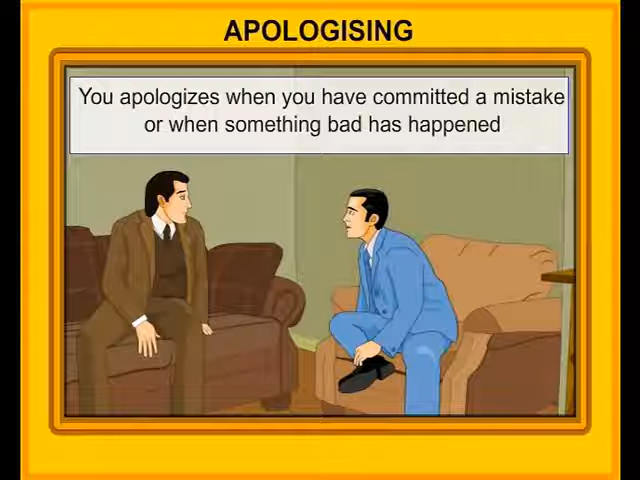 APOLOGISING
You apologizes when you have committed a mistake
or when something bad has happened